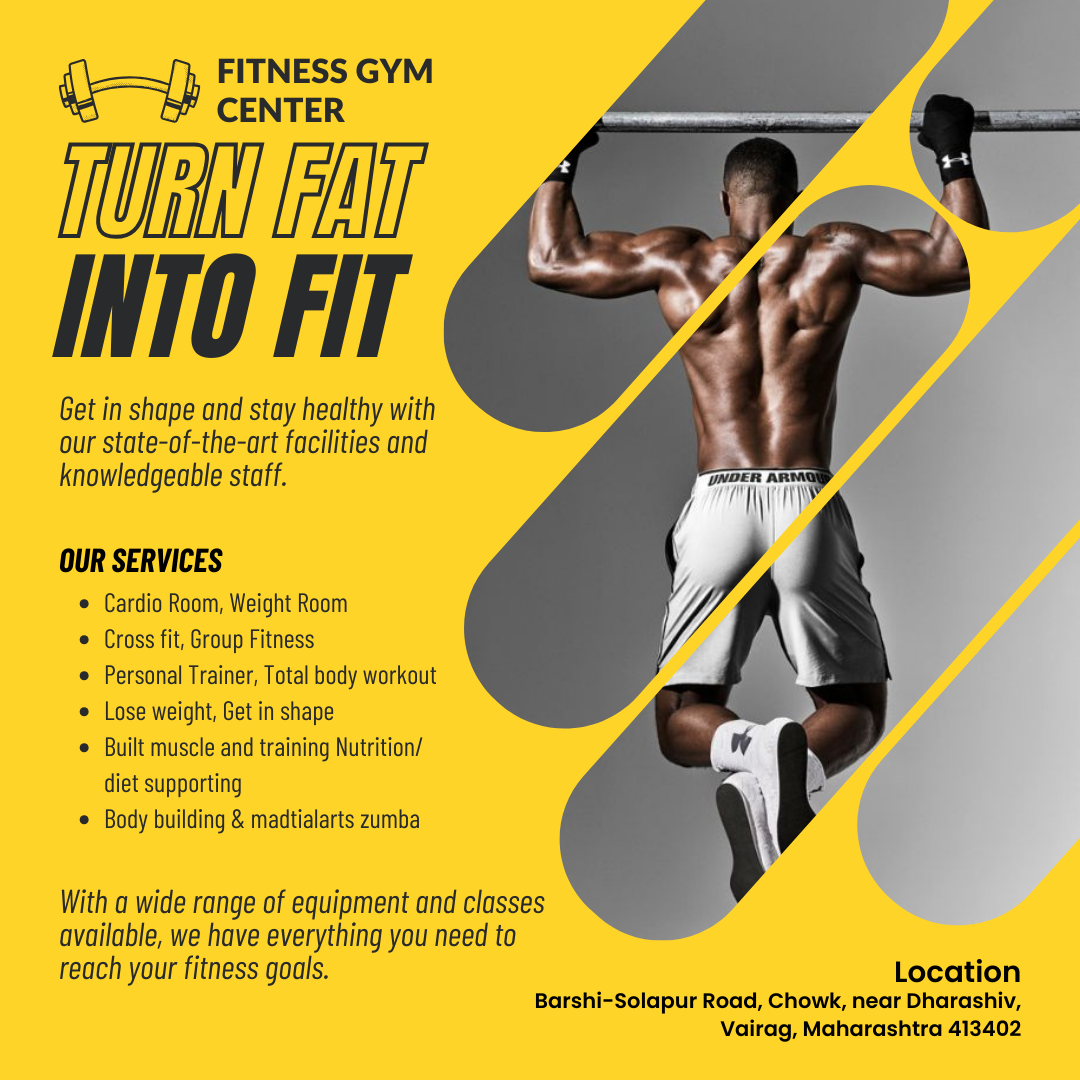 FITNESS GYM
CENTER
TURN FAT
INTO FIT
Get in shape and stay healthy with
our state-of-the-art facilities and
knowledgeable staff.
OUR SERVICES
• Cardio Room, Weight Room
• Cross fit, Group Fitness
• Personal Trainer, Total body workout
• Lose weight, Get in shape
• Built muscle and training Nutrition/
diet supporting
• Body building & madtialarts zumba
With a wide range of equipment and classes
available, we have everything you need to
reach your fitness goals.
UNDER ARMOU
Location
Barshi-Solapur Road, Chowk, near Dharashiv,
Vairag, Maharashtra 413402